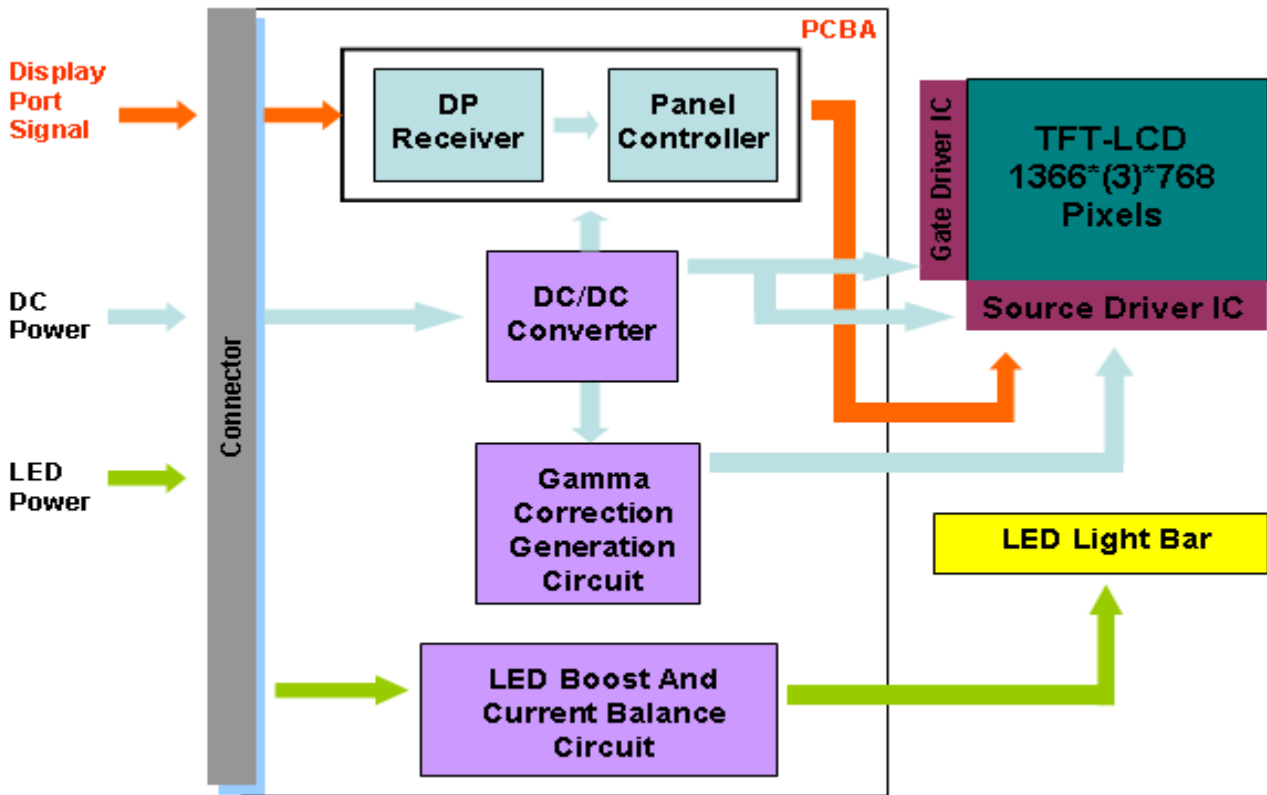 PCBA
Display
Port
Signal
DP
Receiver
Panel
Controller
Gate Driver IC
TFT-LCD
1366*(3)*768
Pixels
Source Driver IC
DC
Power
DC/DC
Converter
Connector
LED
Power
Gamma
Correction
Generation
Circuit
LED Light Bar
LED Boost And
Current Balance
Circuit